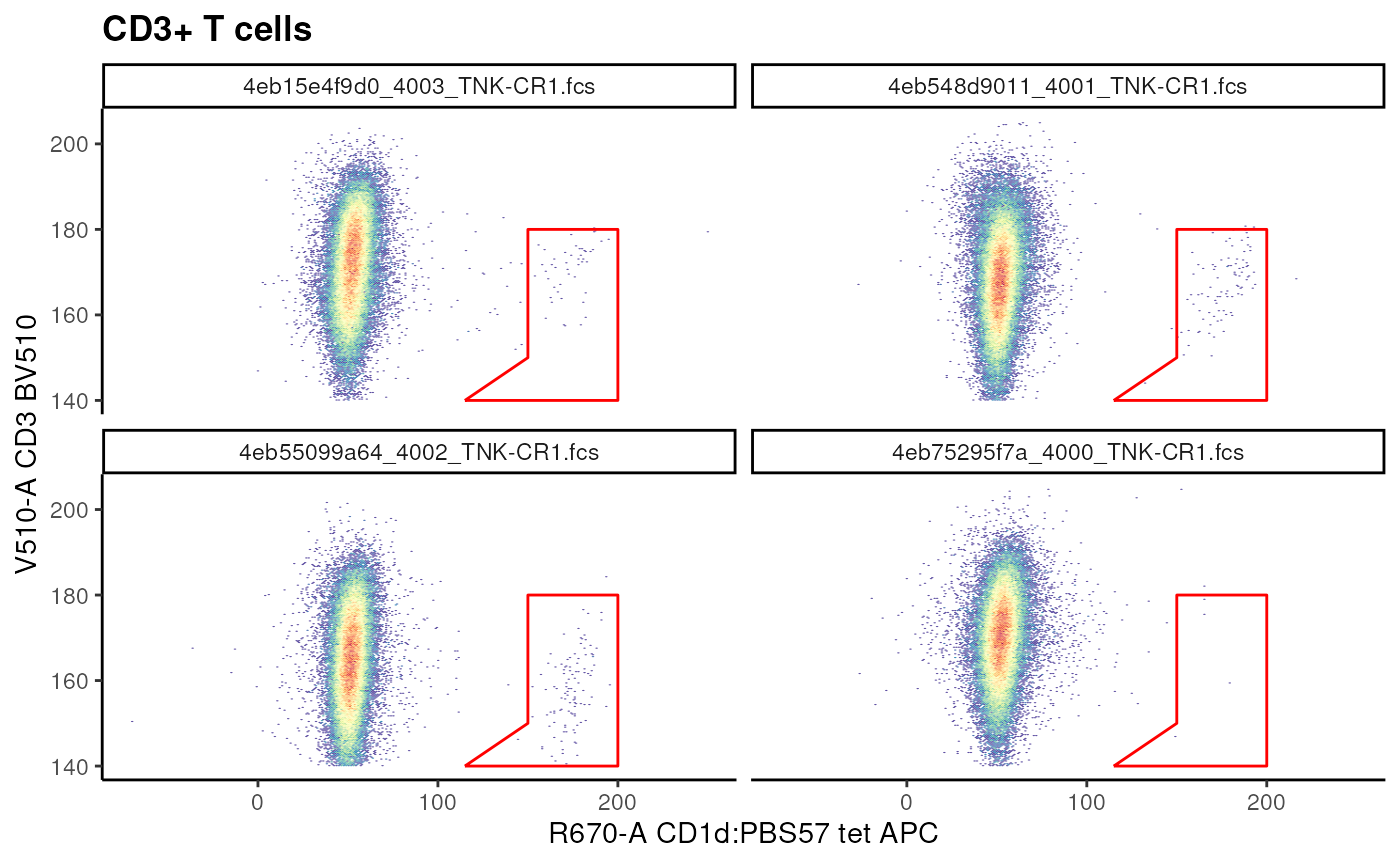 CD3+ T cells
4eb15e4f9d0_4003_TNK-CR1.fcs
4eb548d9011_4001_TNK-CR1.fcs
200
180
160
140
V510-A CD3 BV510
4eb55099a64_4002_TNK-CR1.fcs
4eb75295f7a_4000_TNK-CR1.fcs
200
180
160
140
0 100 200 0 100 200
R670-A CD1d:PBS57 tet APC